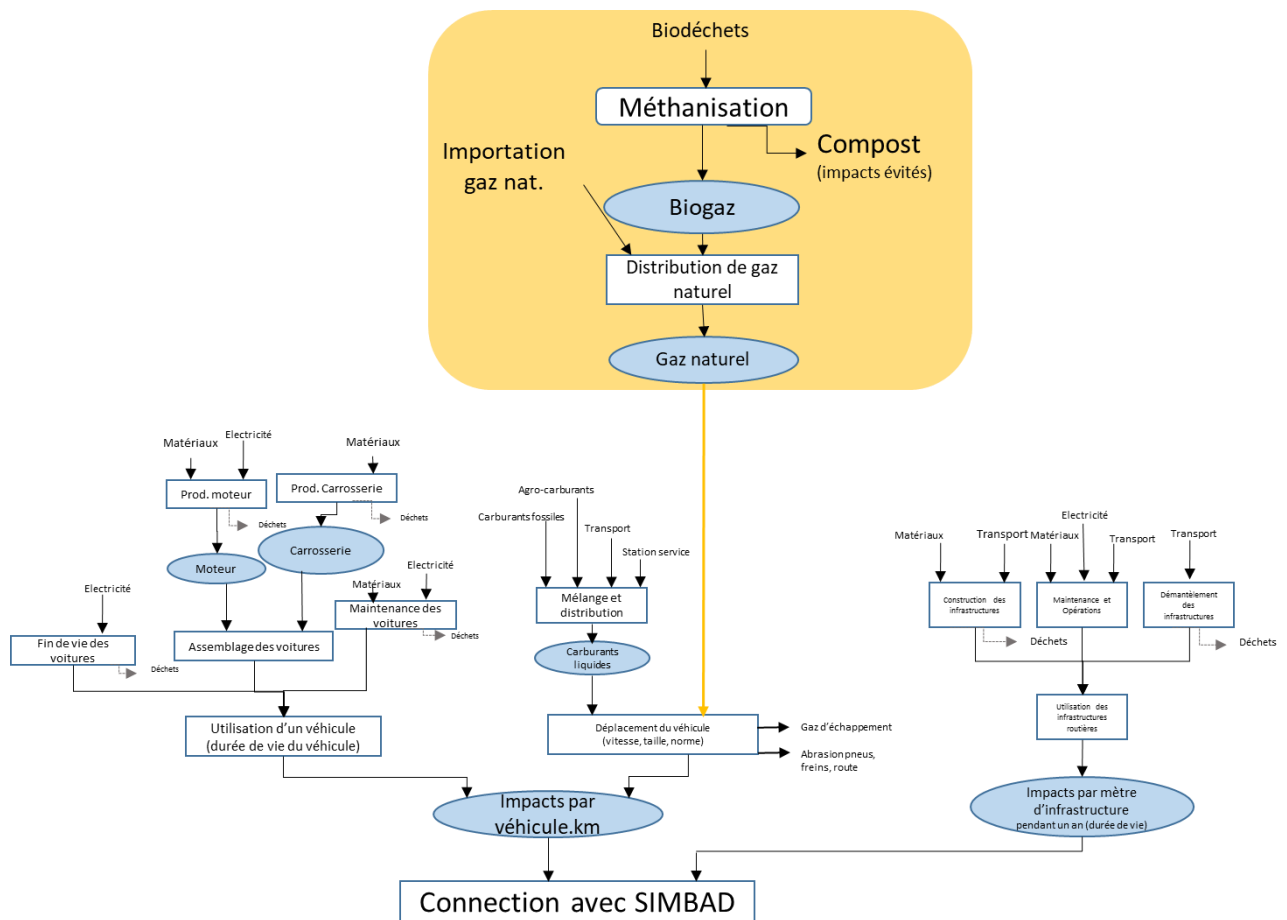 Biodéchets
Méthanisation
Compost
(impacts évités)
Importation
gaz nat.
Biogaz
Distribution de gaz
naturel
Gaz naturel
Matériaux
Electricité
Matériaux
Prod. moteur
Prod. Carrosserie
Déchets
Déchets
Moteur
Carrosserie
Electricité
Matériaux
Electricité
Maintenance des
voitures
Déchets
Fin de vie des
voitures
Déchets
Assemblage des voitures
Utilisation d'un véhicule
(durée de vie du véhicule)
Agro-carburants
Carburants fossiles
Transport
Station service
Mélange et
distribution
Carburants
liquides
Déplacement du véhicule
(vitesse, taille, norme)
Gaz d'échappement
Abrasion pneus,
freins, route
Matériaux
Transport
Matériaux
Electricité
Transport
Transport
Construction des
infrastructures
Maintenance et
Opérations
Démantèlement
des
infrastructures
Déchets
Déchets
Utilisation des
infrastructures
routières
Impacts par
véhicule.km
Impacts par mètre
d'infrastructure
pendant un an (durée de vie)
Connection avec SIMBAD